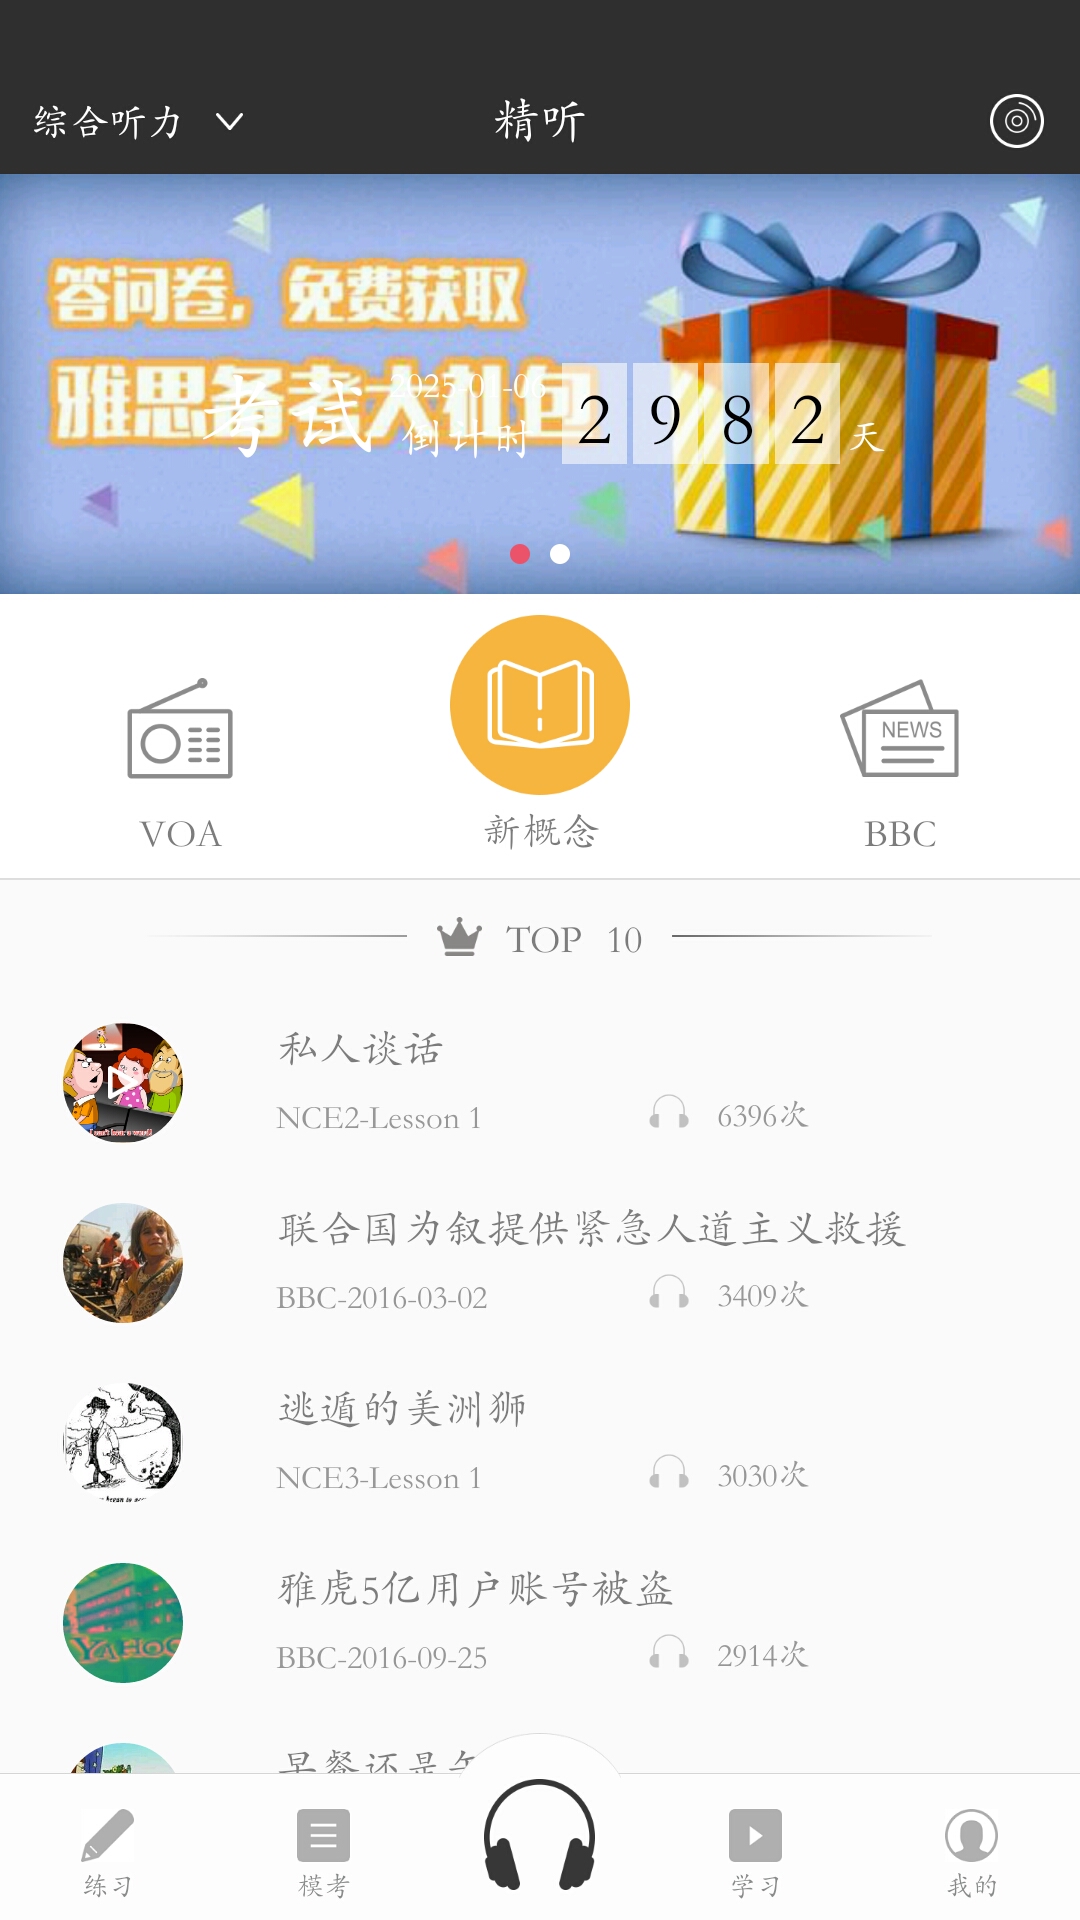 综合听力
精听
答问卷,免费获取
雅思备考大礼包
考试
2025-01-06
倒计时
2982
天
NEWS
VOA
新概念
BBC
TOP 10
私人谈话
NCE2-Lesson 1
6396次
联合国为叙提供紧急人道主义救援
BBC-2016-03-02
3409次
逃遁的美洲狮
NCE3-Lesson 1
3030次
雅虎5亿用户账号被盗
BBC-2016-09-25
2914次
早餐还是午
练习
模考
学习
我的